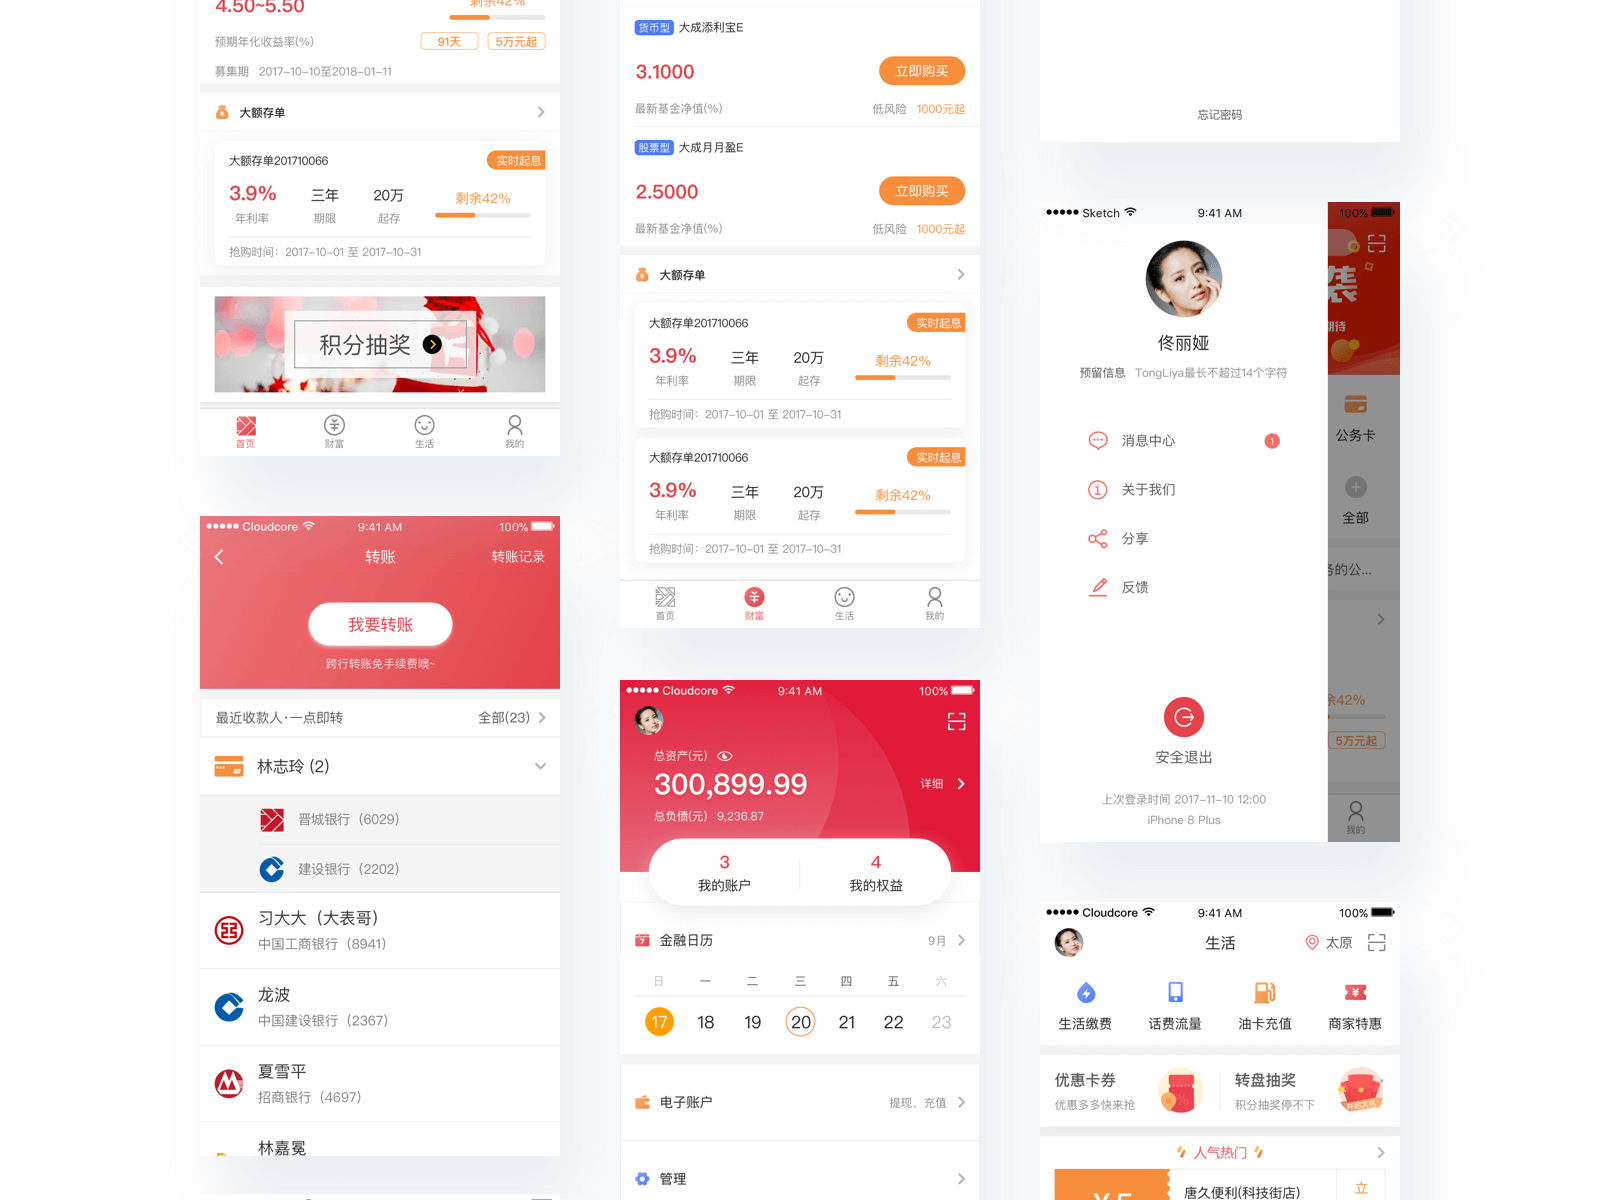 4.50~5.50
剩余42%
预期年化收益率(%)
91天
5万元起
募集期 2017-10-10至2018-01-11
大额存单
大额存单201710066
实时起息
3.9%
三年
20万
剩余42%
年利率
期限
起存
抢购时间：2017-10-01 至 2017-10-31
积分抽奖
首页
财富
生活
我的
Cloudcore
9:41 AM
100%
转账
转账记录
我要转账
跨行转账免手续费噢~
最近收款人·一点即转
全部(23)
林志玲 (2)
晋城银行（6029）
建设银行（2202）
习大大（大表哥）
中国工商银行（8941）
龙波
中国建设银行（2367）
夏雪平
招商银行（4697）
林嘉冕
货币型 大成添利宝E
3.1000
立即购买
最新基金净值(%)
低风险 1000元起
股票型 大成月月盈E
2.5000
立即购买
最新基金净值(%)
低风险 1000元起
大额存单
大额存单201710066
实时起息
3.9%
三年
20万
剩余42%
年利率
期限
起存
抢购时间：2017-10-01 至 2017-10-31
大额存单201710066
实时起息
3.9%
三年
20万
剩余42%
年利率
期限
起存
抢购时间：2017-10-01 至 2017-10-31
首页
财富
生活
我的
Cloudcore
9:41 AM
100%
总资产(元)
300,899.99
详细
总负债(元) 9,236.87
3
4
我的账户
我的权益
7
金融日历
9月
日 一 二 三 四 五 六
17 18 19 20 21 22 23
电子账户
提现、充值
管理
忘记密码
Sketch
9:41 AM
100%
佟丽娅
期待
预留信息 TongLiya最长不超过14个字符
消息中心
1
公务卡
关于我们
全部
分享
务的公...
反馈
剩余42%
5万元起
安全退出
上次登录时间 2017-11-10 12:00
iPhone 8 Plus
我的
Cloudcore
9:41 AM
100%
生活
太原
生活缴费
话费流量
油卡充值
商家特惠
优惠卡券
优惠多多快来抢
转盘抽奖
积分抽奖停不下
人气热门
¥5
唐久便利(科技街店)
立